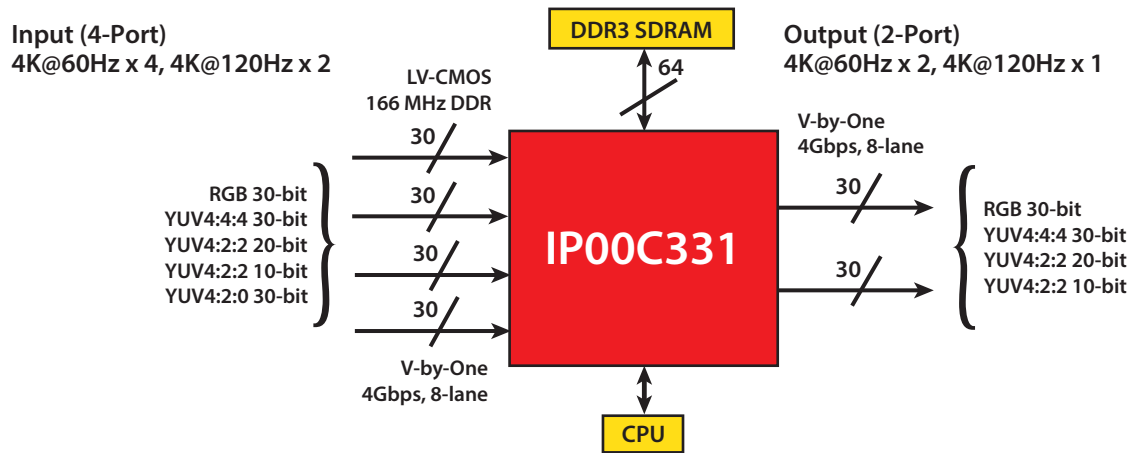 Input (4-Port)
4K@60Hz x 4, 4K@120Hz x 2
DDR3 SDRAM
64
Output (2-Port)
4K@60Hz x 2, 4K@120Hz x 1
LV-CMOS
166 MHz DDR
30
30
30
30
RGB 30-bit
YUV4:4:4 30-bit
YUV4:2:2 20-bit
YUV4:2:2 10-bit
YUV4:2:0 30-bit
V-by-One
4Gbps, 8-lane
IP00C331
CPU
V-by-One
4Gbps, 8-lane
30
30
RGB 30-bit
YUV4:4:4 30-bit
YUV4:2:2 20-bit
YUV4:2:2 10-bit